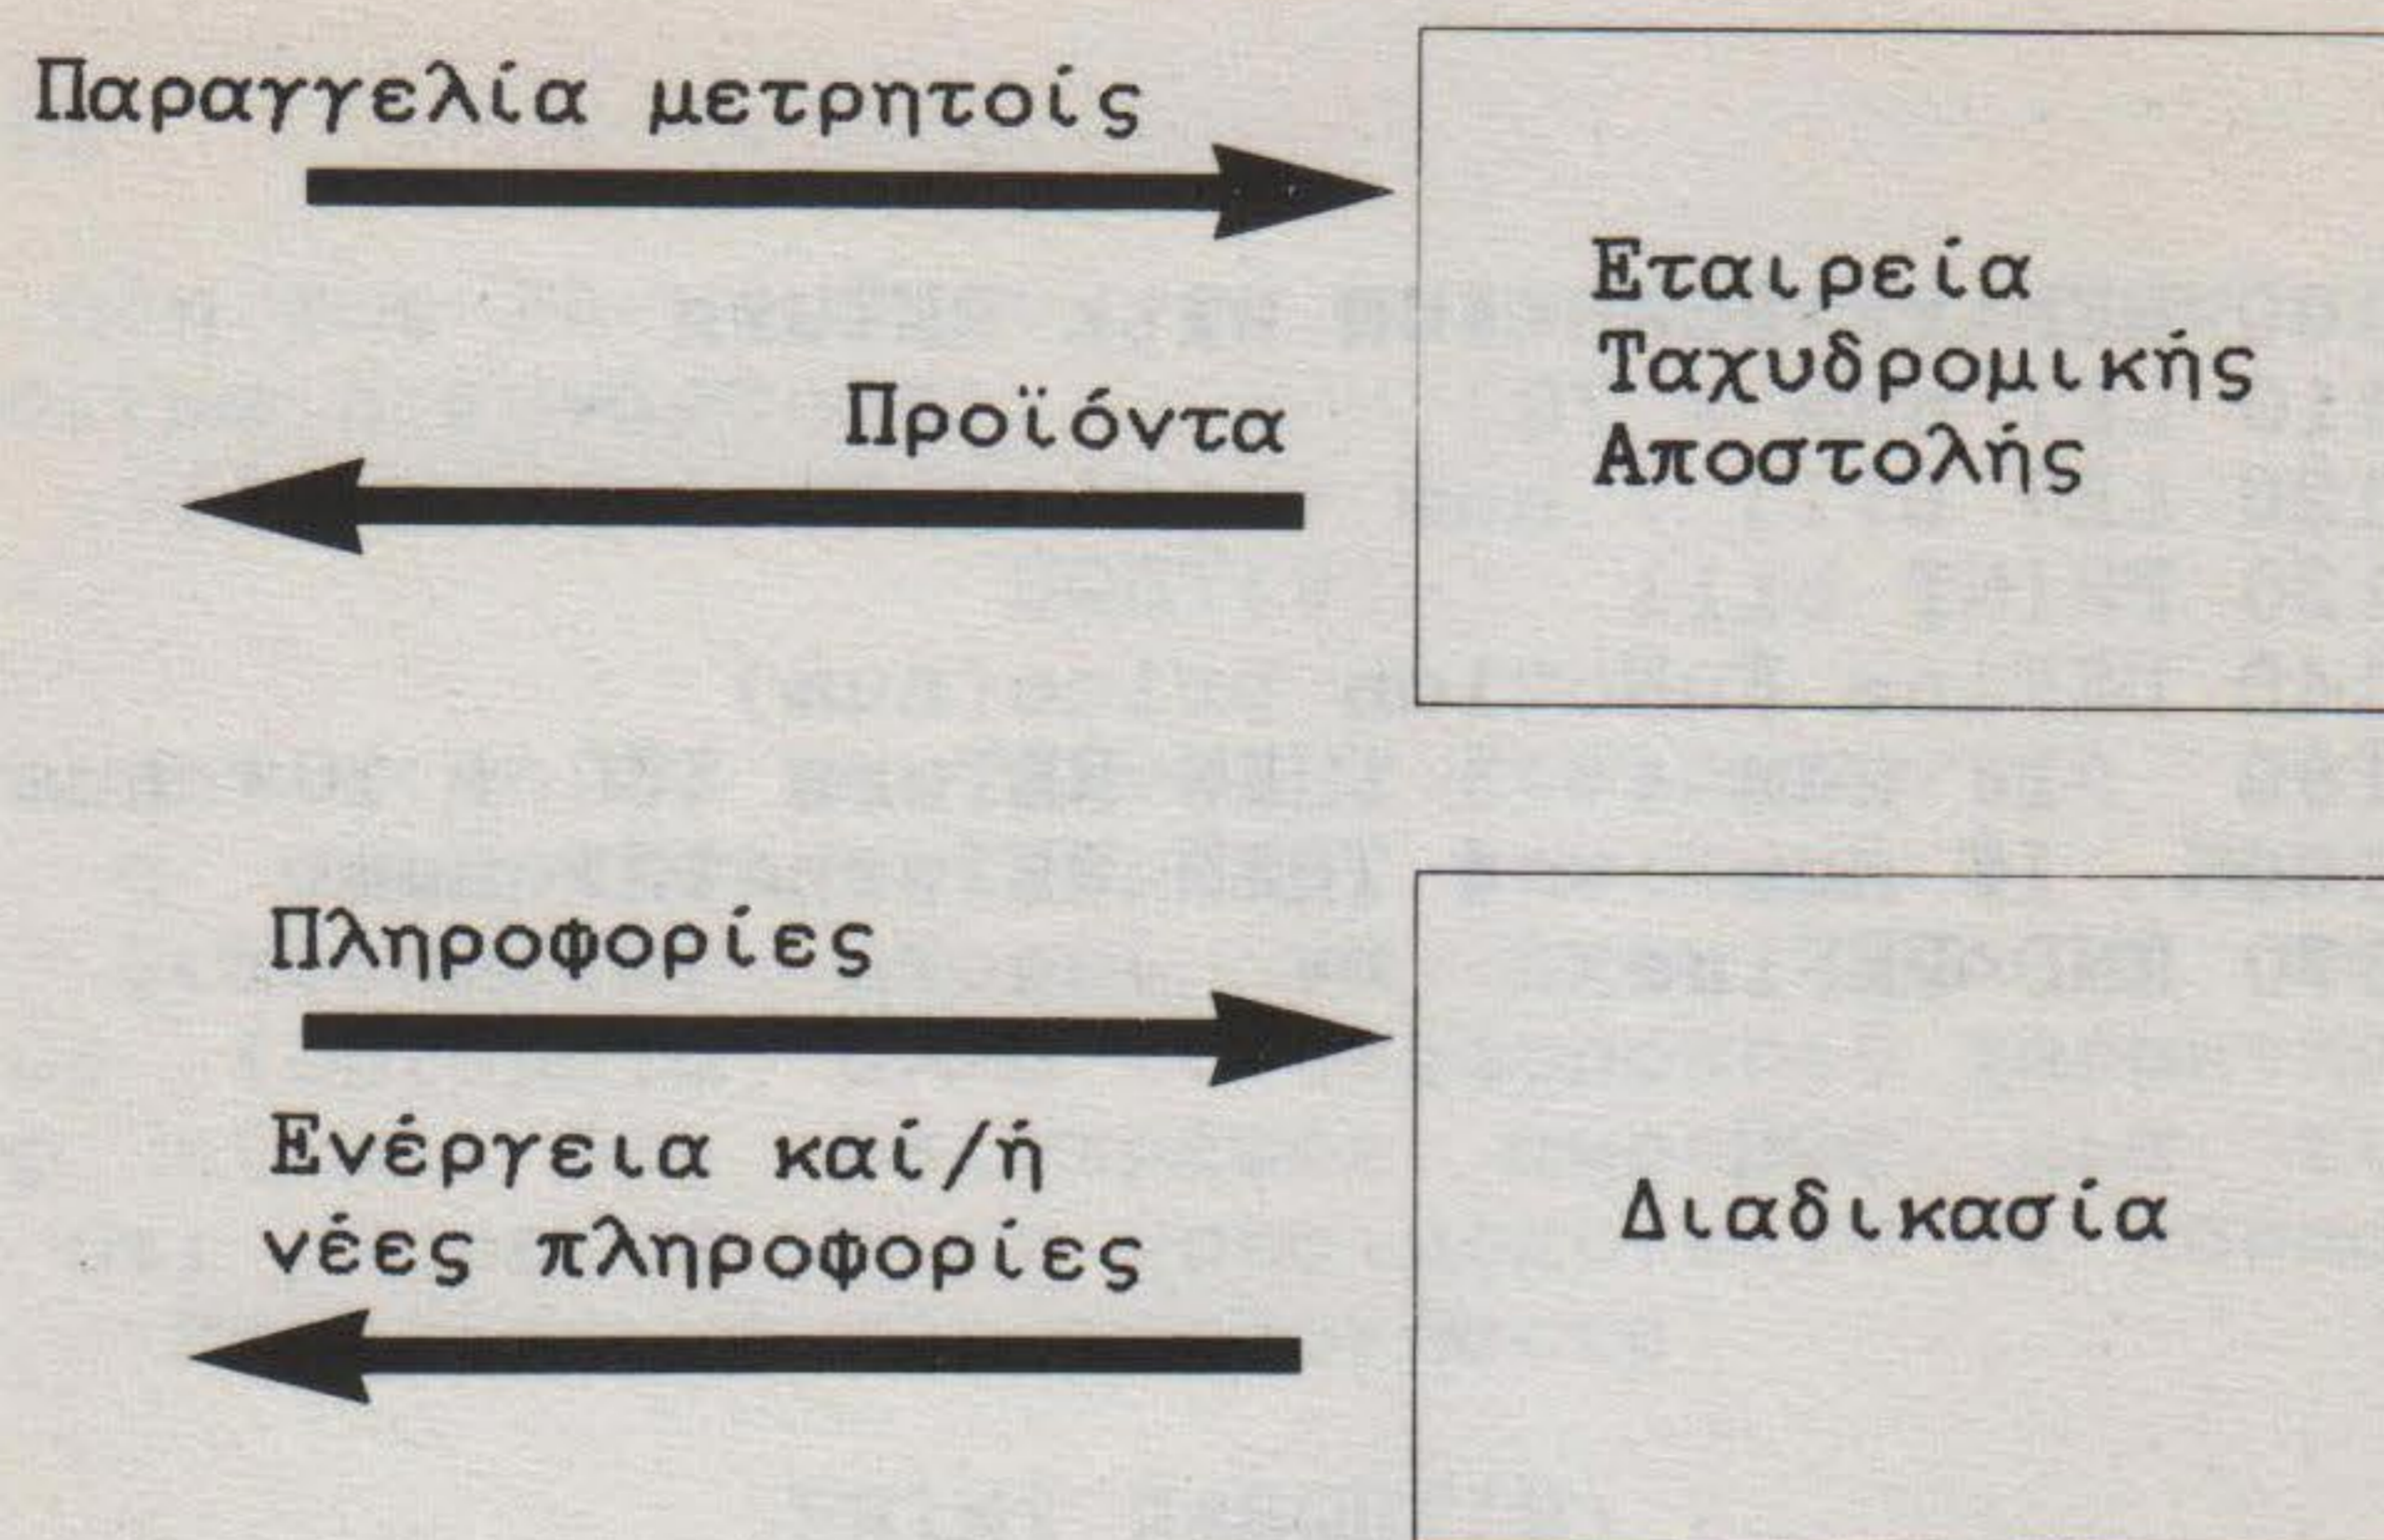 Παραγγελία μετρητοίς
Εταιρεία
Ταχυδρομικής
Αποστολής
Προϊόντα
Πληροφορίες
Ενέργεια καί/ή
νέες πληροφορίες
Διαδικασία